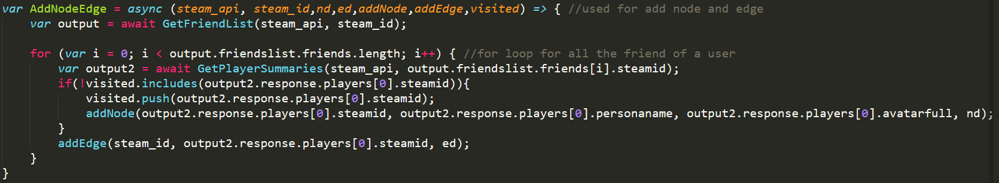 var AddNodeEdge = async (steam_api, steam_id,nd,ed,addNode,addEdge,visited) => { //used for add node and edge
    var output = await GetFriendList(steam_api, steam_id);

    for (var i = 0; i < output.friendslist.friends.length; i++) { //for loop for all the friend of a user
        var output2 = await GetPlayerSummaries(steam_api, output.friendslist.friends[i].steamid);
        if(!visited.includes(output2.response.players[0].steamid)){
            visited.push(output2.response.players[0].steamid);
            addNode(output2.response.players[0].steamid, output2.response.players[0].personaname, output2.response.players[0].avatarfull, nd);
        }
        addEdge(steam_id, output2.response.players[0].steamid, ed);
    }
}